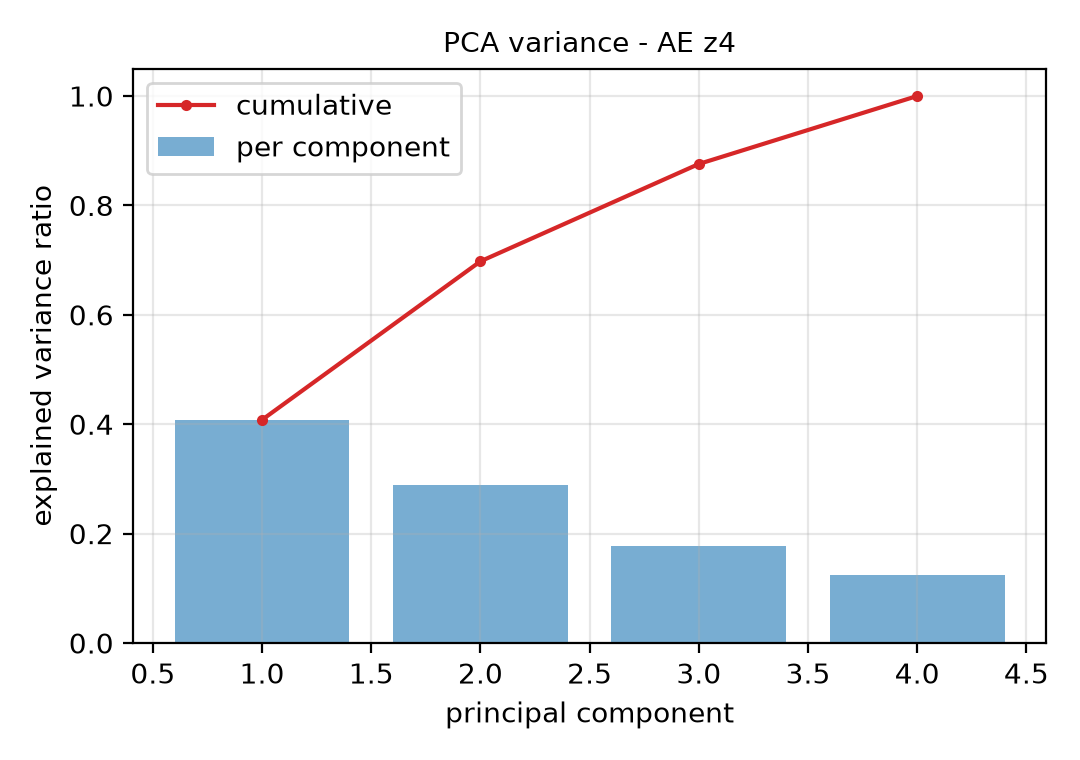 PCA variance - AE z4
cumulative
per component
explained variance ratio
1.0
0.8
0.6
0.4
0.2
0.0
0.5 1.0 1.5 2.0 2.5 3.0 3.5 4.0 4.5
principal component